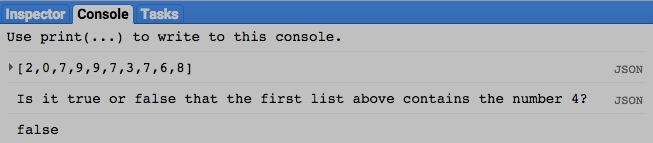 Inspector Console Tasks
Use print(...) to write to this console.
[2,0,7,9,9,7,3,7,6,8] JSON
Is it true or false that the first list above contains the number 4? JSON
false